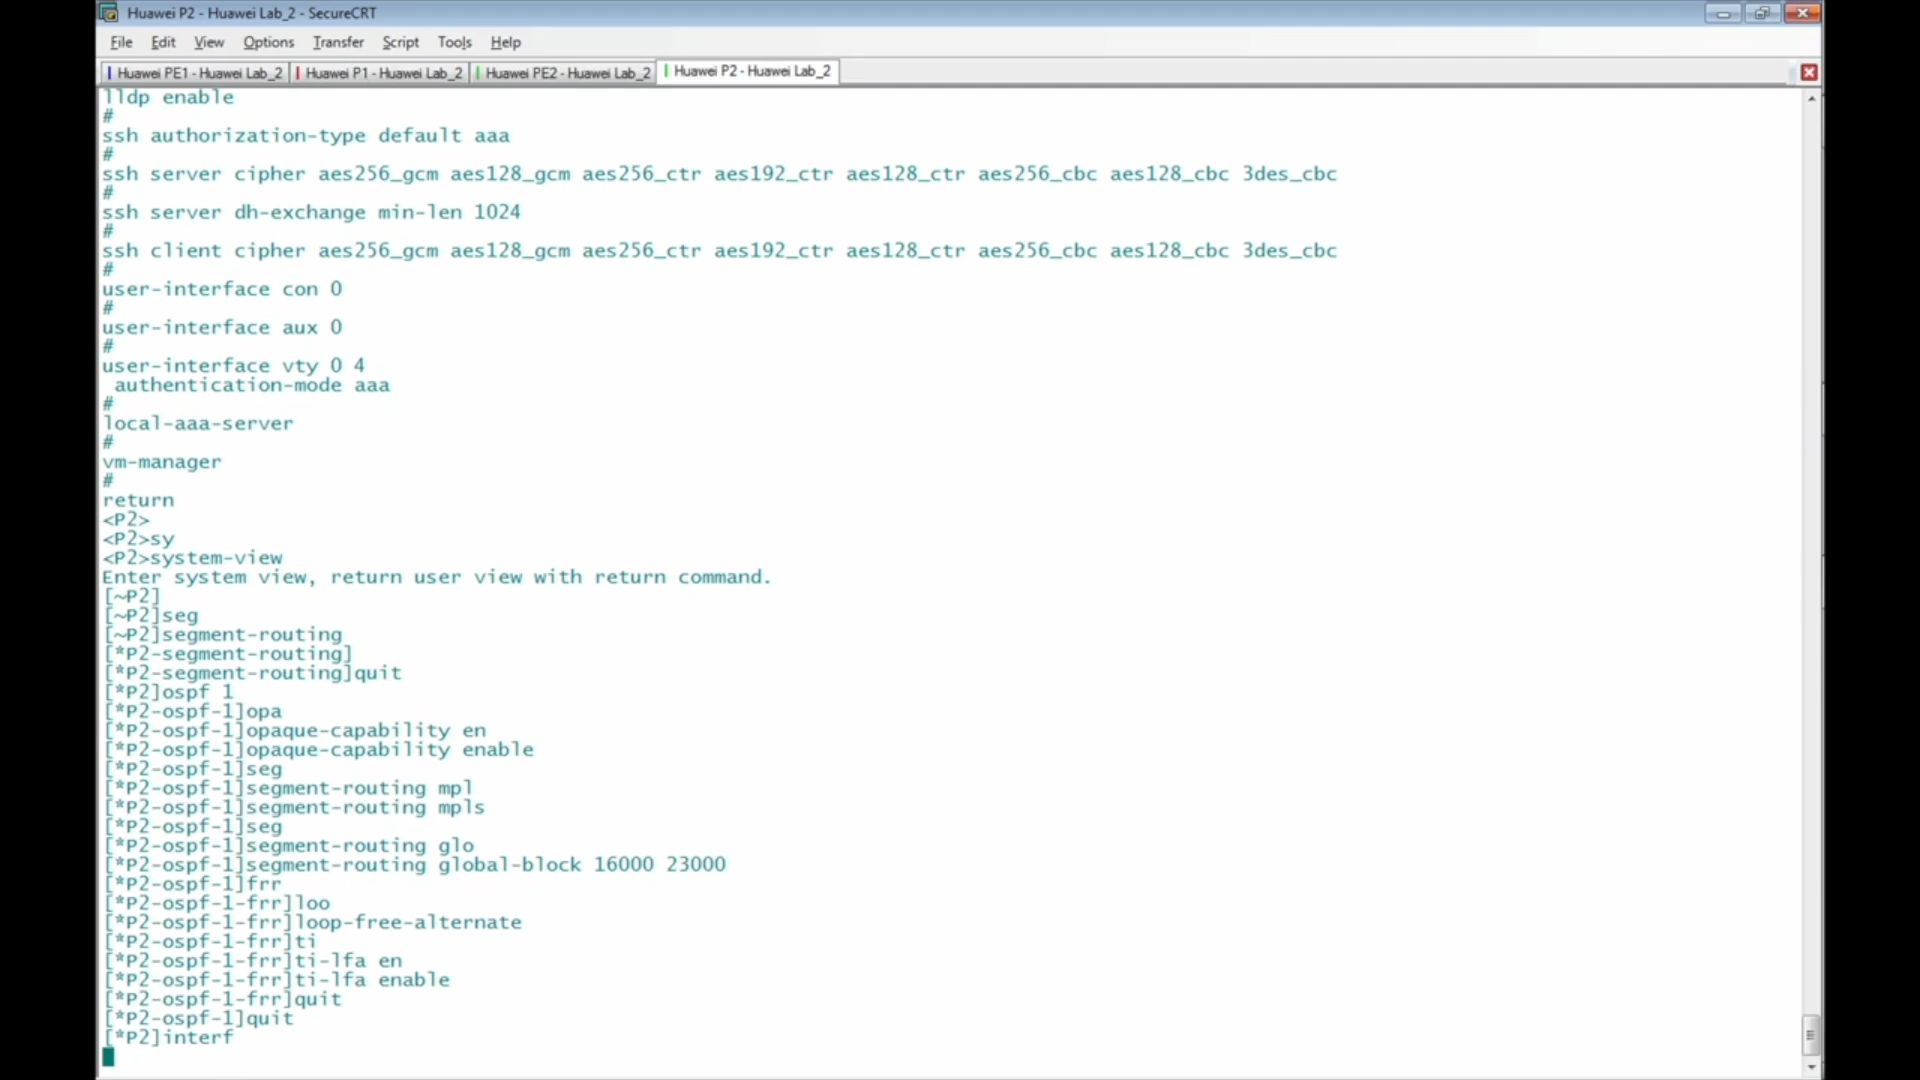 Huawei P2 - Huawei Lab_2 - SecureCRT
File Edit View Options Transfer Script Tools Help
Huawei PE1 - Huawei Lab_2 Huawei P1 - Huawei Lab_2 Huawei PE2 - Huawei Lab_2 Huawei P2 - Huawei Lab_2
lldp enable
#
ssh authorization-type default aaa
#
ssh server cipher aes256_gcm aes128_gcm aes256_ctr aes192_ctr aes128_ctr aes256_cbc aes128_cbc 3des_cbc
#
ssh server dh-exchange min-len 1024
#
ssh client cipher aes256_gcm aes128_gcm aes256_ctr aes192_ctr aes128_ctr aes256_cbc aes128_cbc 3des_cbc
#
user-interface con 0
#
user-interface aux 0
#
user-interface vty 0 4
 authentication-mode aaa
#
local-aaa-server
#
vm-manager
#
return
<P2>
<P2>sy
<P2>system-view
Enter system view, return user view with return command.
[~P2]
[~P2]seg
[~P2]segment-routing
[*P2-segment-routing]
[*P2-segment-routing]quit
[*P2]ospf 1
[*P2-ospf-1]opa
[*P2-ospf-1]opaque-capability en
[*P2-ospf-1]opaque-capability enable
[*P2-ospf-1]seg
[*P2-ospf-1]segment-routing mpl
[*P2-ospf-1]segment-routing mpls
[*P2-ospf-1]seg
[*P2-ospf-1]segment-routing glo
[*P2-ospf-1]segment-routing global-block 16000 23000
[*P2-ospf-1]frr
[*P2-ospf-1-frr]loo
[*P2-ospf-1-frr]loop-free-alternate
[*P2-ospf-1-frr]ti
[*P2-ospf-1-frr]ti-lfa en
[*P2-ospf-1-frr]ti-lfa enable
[*P2-ospf-1-frr]quit
[*P2-ospf-1]quit
[*P2]interf